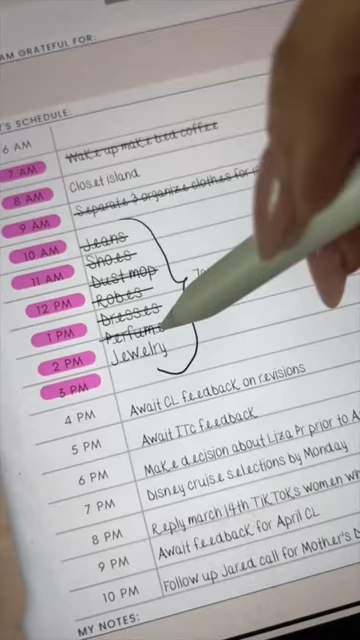 AM GRATEFUL FOR:
'S SCHEDULE:
6 AM
7 AM Wake up make bed coffee
8 AM Closet island
9 AM Separate 3 organize clothes for
10 AM Jeans
11 AM Shoes
Dust mop
12 PM Robes
1 PM Dresses
Perfume
2 PM Jewelry
3 PM
4 PM Await CL feedback on revisions
5 PM Await ITC feedback
6 PM Make decision about Liza Pr prior to A
7 PM Disney cruise selections by Monday
8 PM Reply march 14th TikToks women wh
9 PM Await feedback for April CL
10 PM Follow up Jared call for Mother's D
MY NOTES: